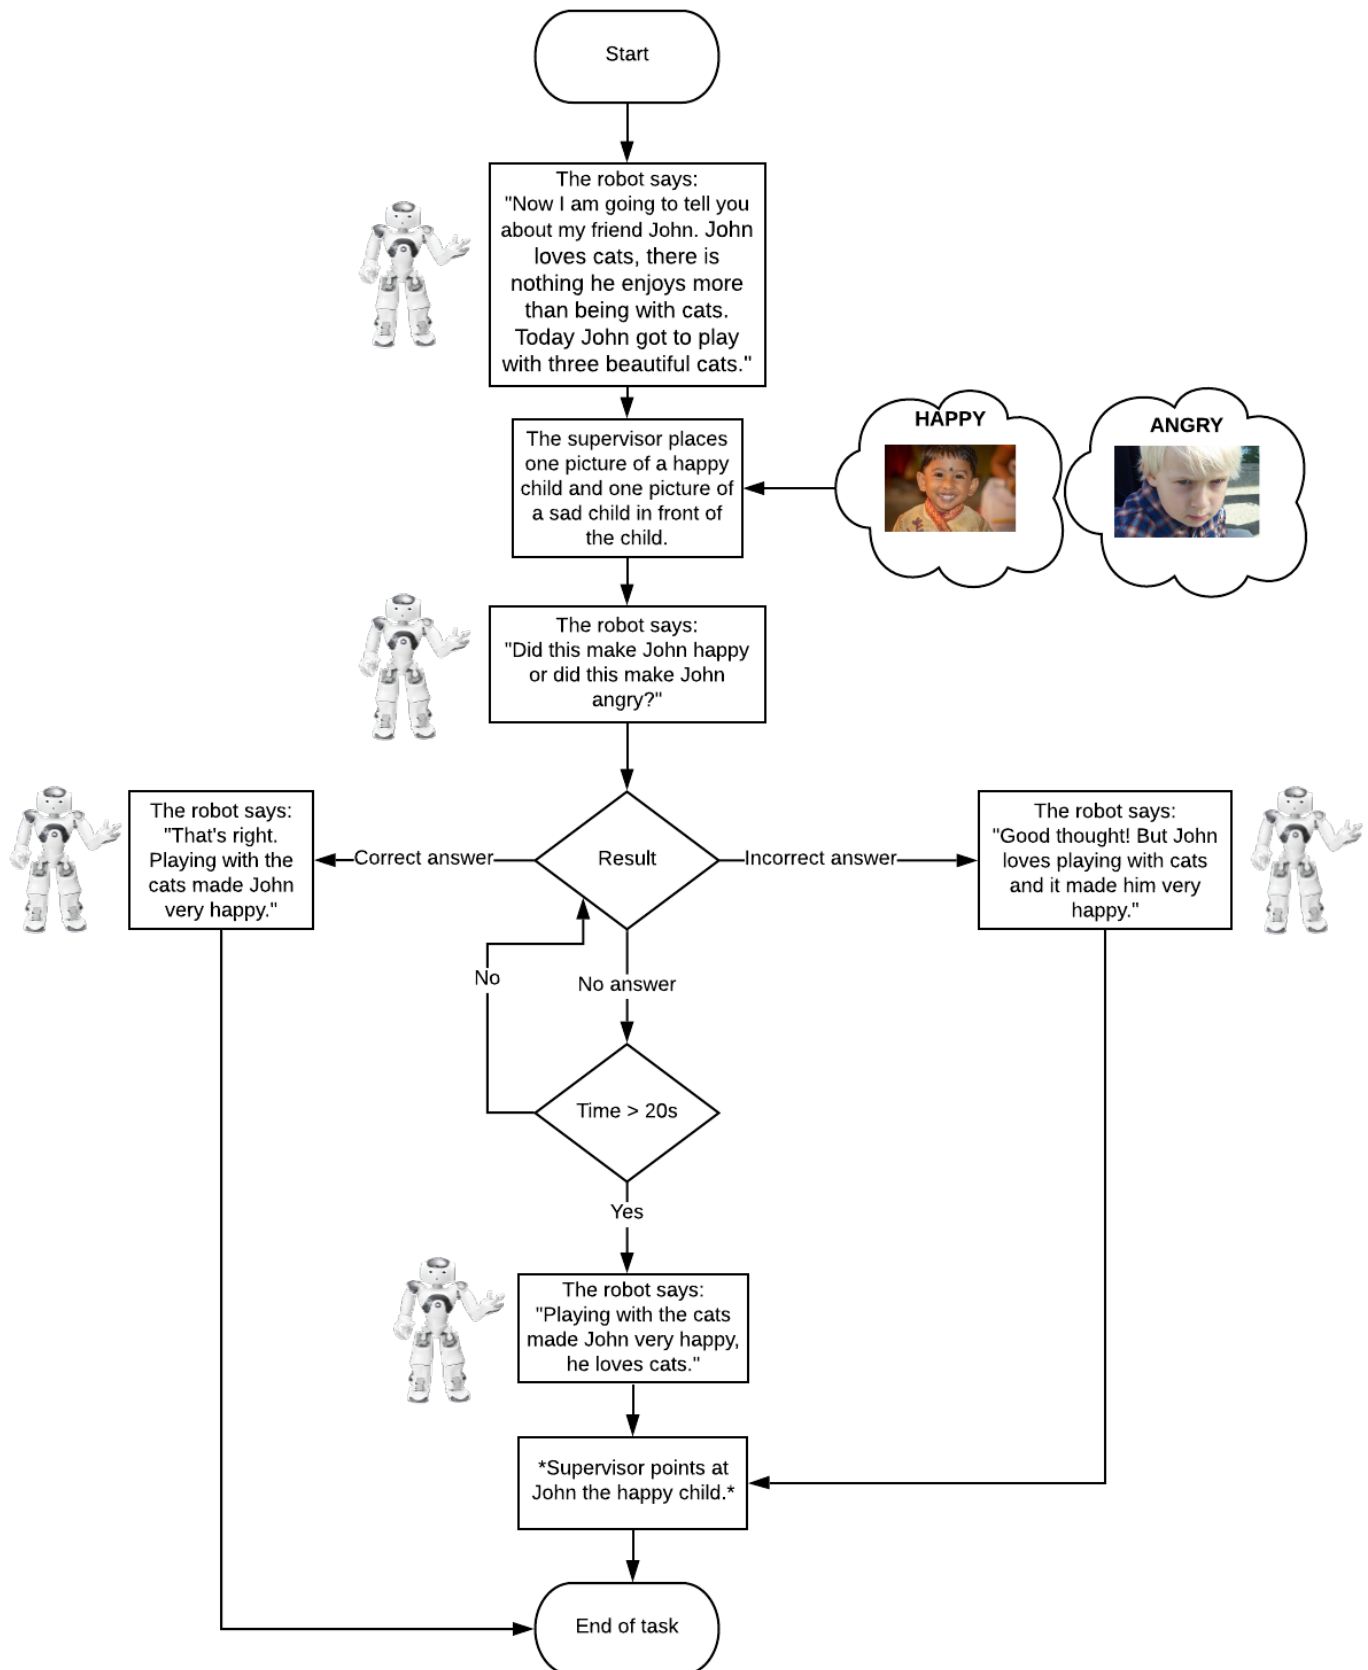 Start
The robot says:
"Now I am going to tell you
about my friend John. John
loves cats, there is
nothing he enjoys more
than being with cats.
Today John got to play
with three beautiful cats."
The supervisor places
one picture of a happy
child and one picture of
a sad child in front of
the child.
HAPPY
ANGRY
The robot says:
"Did this make John happy
or did this make John
angry?"
Result
Correct answer
The robot says:
"That's right.
Playing with the
cats made John
very happy."
Incorrect answer
The robot says:
"Good thought! But John
loves playing with cats
and it made him very
happy."
No answer
No
Time > 20s
Yes
The robot says:
"Playing with the cats
made John very happy,
he loves cats."
*Supervisor points at
John the happy child.*
End of task